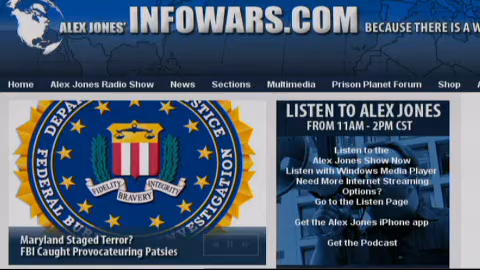 ALEX JONES' INFOWARS.COM BECAUSE THERE IS A W
Home Alex Jones Radio Show News Sections Multimedia Prison Planet Forum Shop A
DEPARTMENT OF JUSTICE
FEDERAL BUREAU OF INVESTIGATION
FIDELITY BRAVERY INTEGRITY
Maryland Staged Terror?
FBI Caught Provocateuring Patsies
LISTEN TO ALEX JONES
FROM 11AM - 2PM CST
Listen to the
Alex Jones Show Now
Listen with Windows Media Player
Need More Internet Streaming
Options?
Go to the Listen Page
Get the Alex Jones iPhone app
Get the Podcast